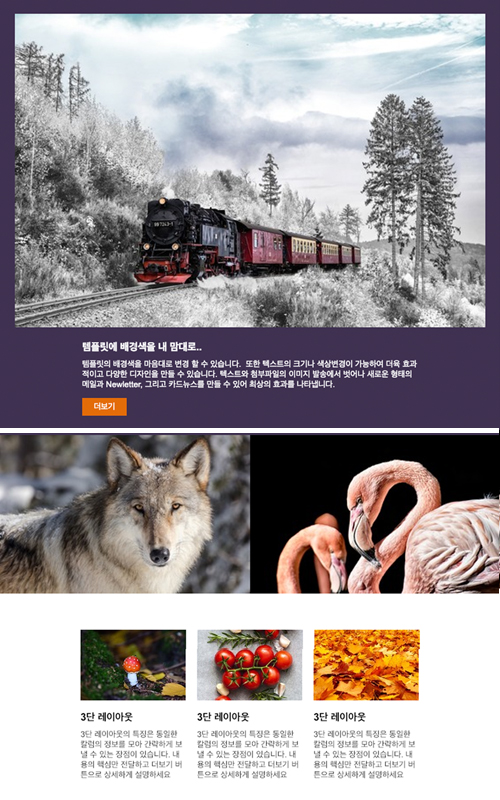 템플릿에 배경색을 내 맘대로..
템플릿의 배경색을 마음대로 변경 할 수 있습니다. 또한 텍스트의 크기나 색상변경이 가능하여 더욱 효과
적이고 다양한 디자인을 만들 수 있습니다. 텍스트와 첨부파일의 이미지 발송에서 벗어나 새로운 형태의
메일과 Newletter, 그리고 카드뉴스를 만들 수 있어 최상의 효과를 나타냅니다.
더보기
3단 레이아웃
3단 레이아웃의 특징은 동일한
칼럼의 정보를 모아 간략하게 보
낼 수 있는 장점이 있습니다. 내
용의 핵심만 전달하고 더보기 버
튼으로 상세하게 설명하세요
3단 레이아웃
3단 레이아웃의 특징은 동일한
칼럼의 정보를 모아 간략하게 보
낼 수 있는 장점이 있습니다. 내
용의 핵심만 전달하고 더보기 버
튼으로 상세하게 설명하세요
3단 레이아웃
3단 레이아웃의 특징은 동일한
칼럼의 정보를 모아 간략하게 보
낼 수 있는 장점이 있습니다. 내
용의 핵심만 전달하고 더보기 버
튼으로 상세하게 설명하세요